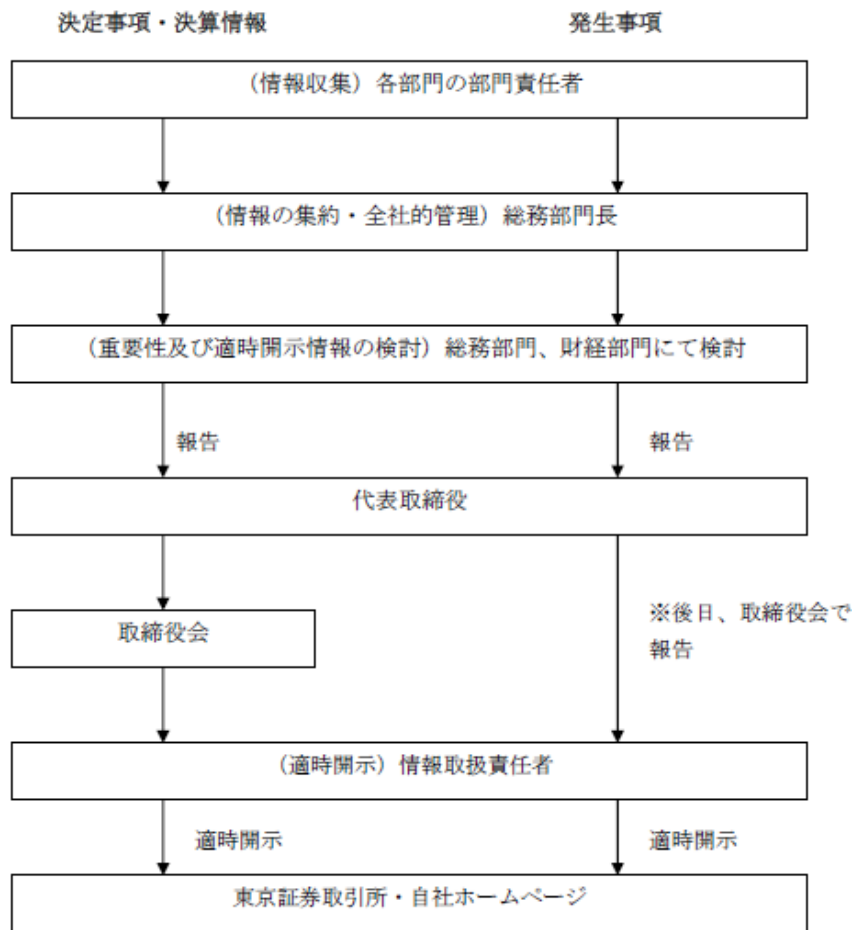 決定事項・決算情報
発生事項
（情報収集）各部門の部門責任者
（情報の集約・全社的管理）総務部門長
（重要性及び適時開示情報の検討）総務部門、財経部門にて検討
報告
報告
代表取締役
取締役会
※後日、取締役会で
報告
（適時開示）情報取扱責任者
適時開示
適時開示
東京証券取引所・自社ホームページ